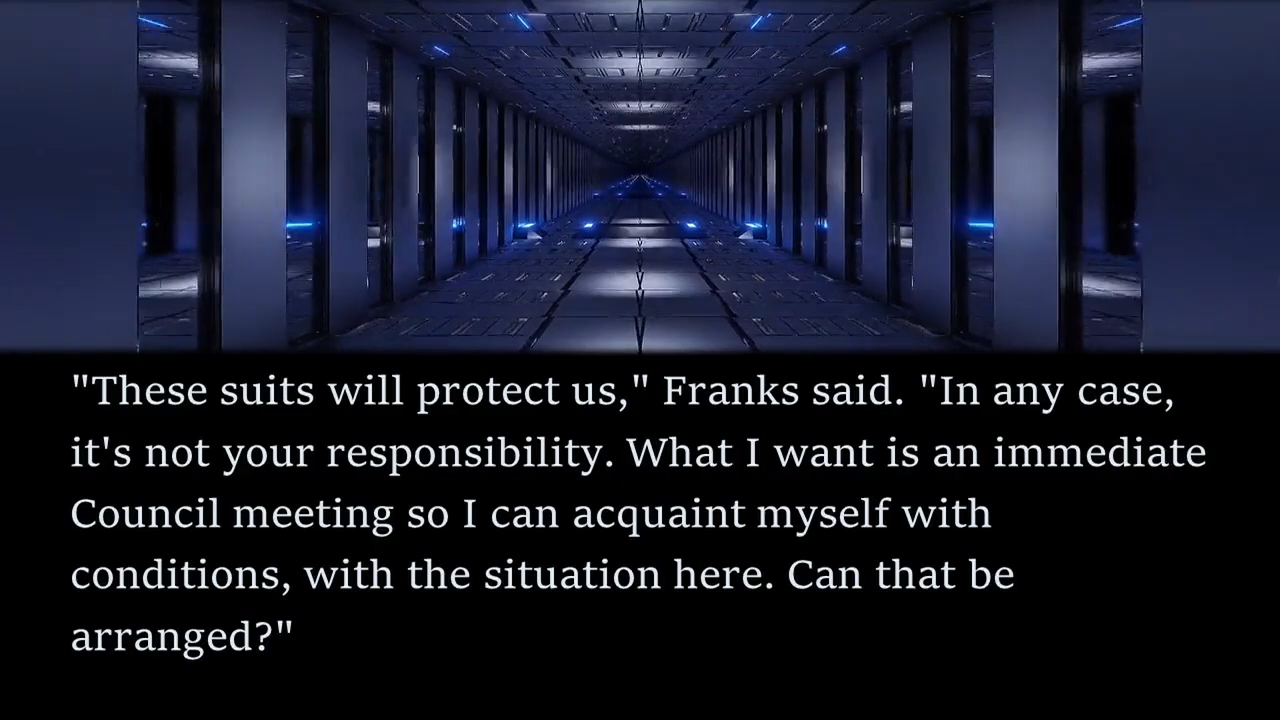 "These suits will protect us," Franks said. "In any case,
it's not your responsibility. What I want is an immediate
Council meeting so I can acquaint myself with
conditions, with the situation here. Can that be
arranged?"